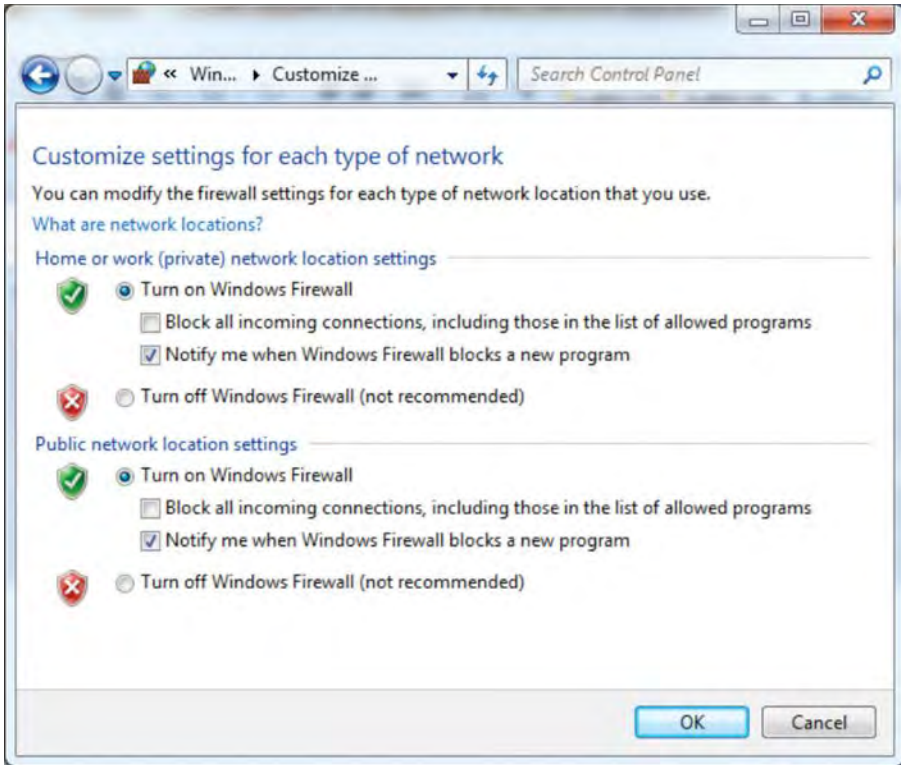 « Win... ▸ Customize ... Search Control Panel
Customize settings for each type of network
You can modify the firewall settings for each type of network location that you use.
What are network locations?
Home or work (private) network location settings
Turn on Windows Firewall
Block all incoming connections, including those in the list of allowed programs
Notify me when Windows Firewall blocks a new program
Turn off Windows Firewall (not recommended)
Public network location settings
Turn on Windows Firewall
Block all incoming connections, including those in the list of allowed programs
Notify me when Windows Firewall blocks a new program
Turn off Windows Firewall (not recommended)
OK Cancel